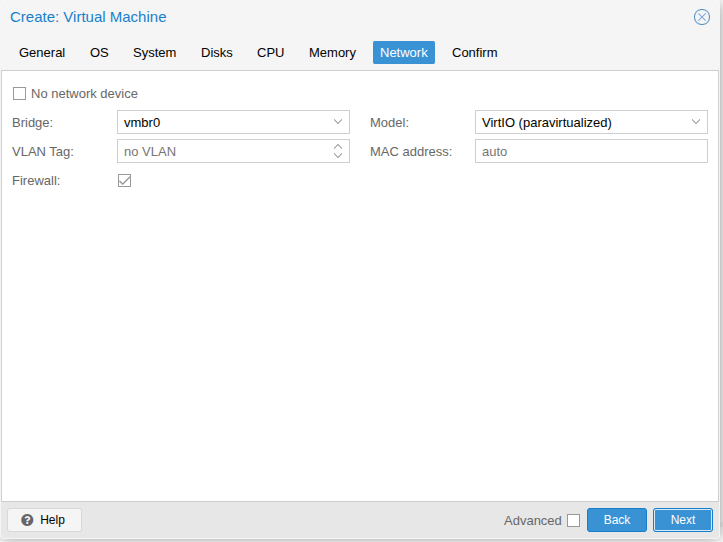 Create: Virtual Machine
General OS System Disks CPU Memory Network Confirm
No network device
Bridge: vmbr0 Model: VirtIO (paravirtualized)
VLAN Tag: no VLAN MAC address: auto
Firewall:
? Help Advanced Back Next